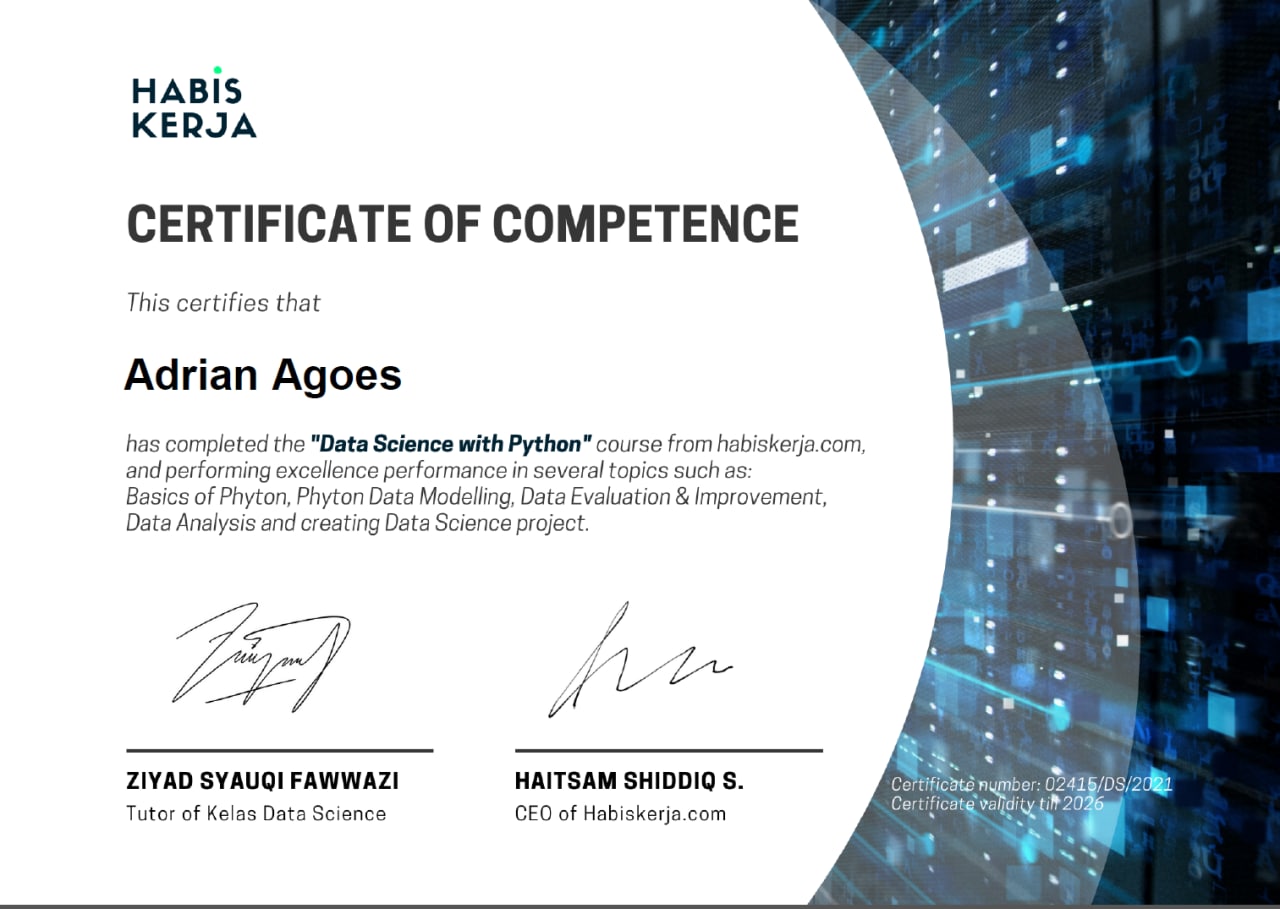 HABIS
KERJA
CERTIFICATE OF COMPETENCE
This certifies that
Adrian Agoes
has completed the "Data Science with Python" course from habiskerja.com,
and performing excellence performance in several topics such as:
Basics of Phyton, Phyton Data Modelling, Data Evaluation & Improvement,
Data Analysis and creating Data Science project.
ZIYAD SYAUQI FAWWAZI
Tutor of Kelas Data Science
HAITSAM SHIDDIQ S.
CEO of Habiskerja.com
Certificate number: 02415/DS/2021
Certificate validity till 2026